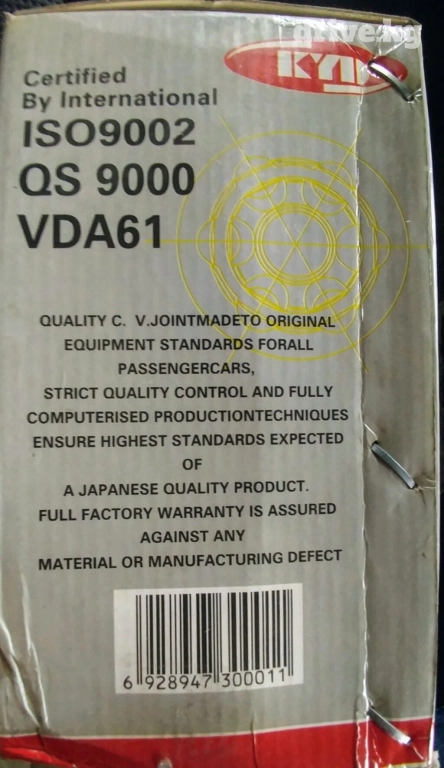 drive.kg
Certified
By International
ISO9002
QS 9000
VDA61
QUALITY C. V.JOINTMADETO ORIGINAL
EQUIPMENT STANDARDS FORALL
PASSENGERCARS,
STRICT QUALITY CONTROL AND FULLY
COMPUTERISED PRODUCTIONTECHNIQUES
ENSURE HIGHEST STANDARDS EXPECTED
OF
A JAPANESE QUALITY PRODUCT.
FULL FACTORY WARRANTY IS ASSURED
AGAINST ANY
MATERIAL OR MANUFACTURING DEFECT
6 928947 300011